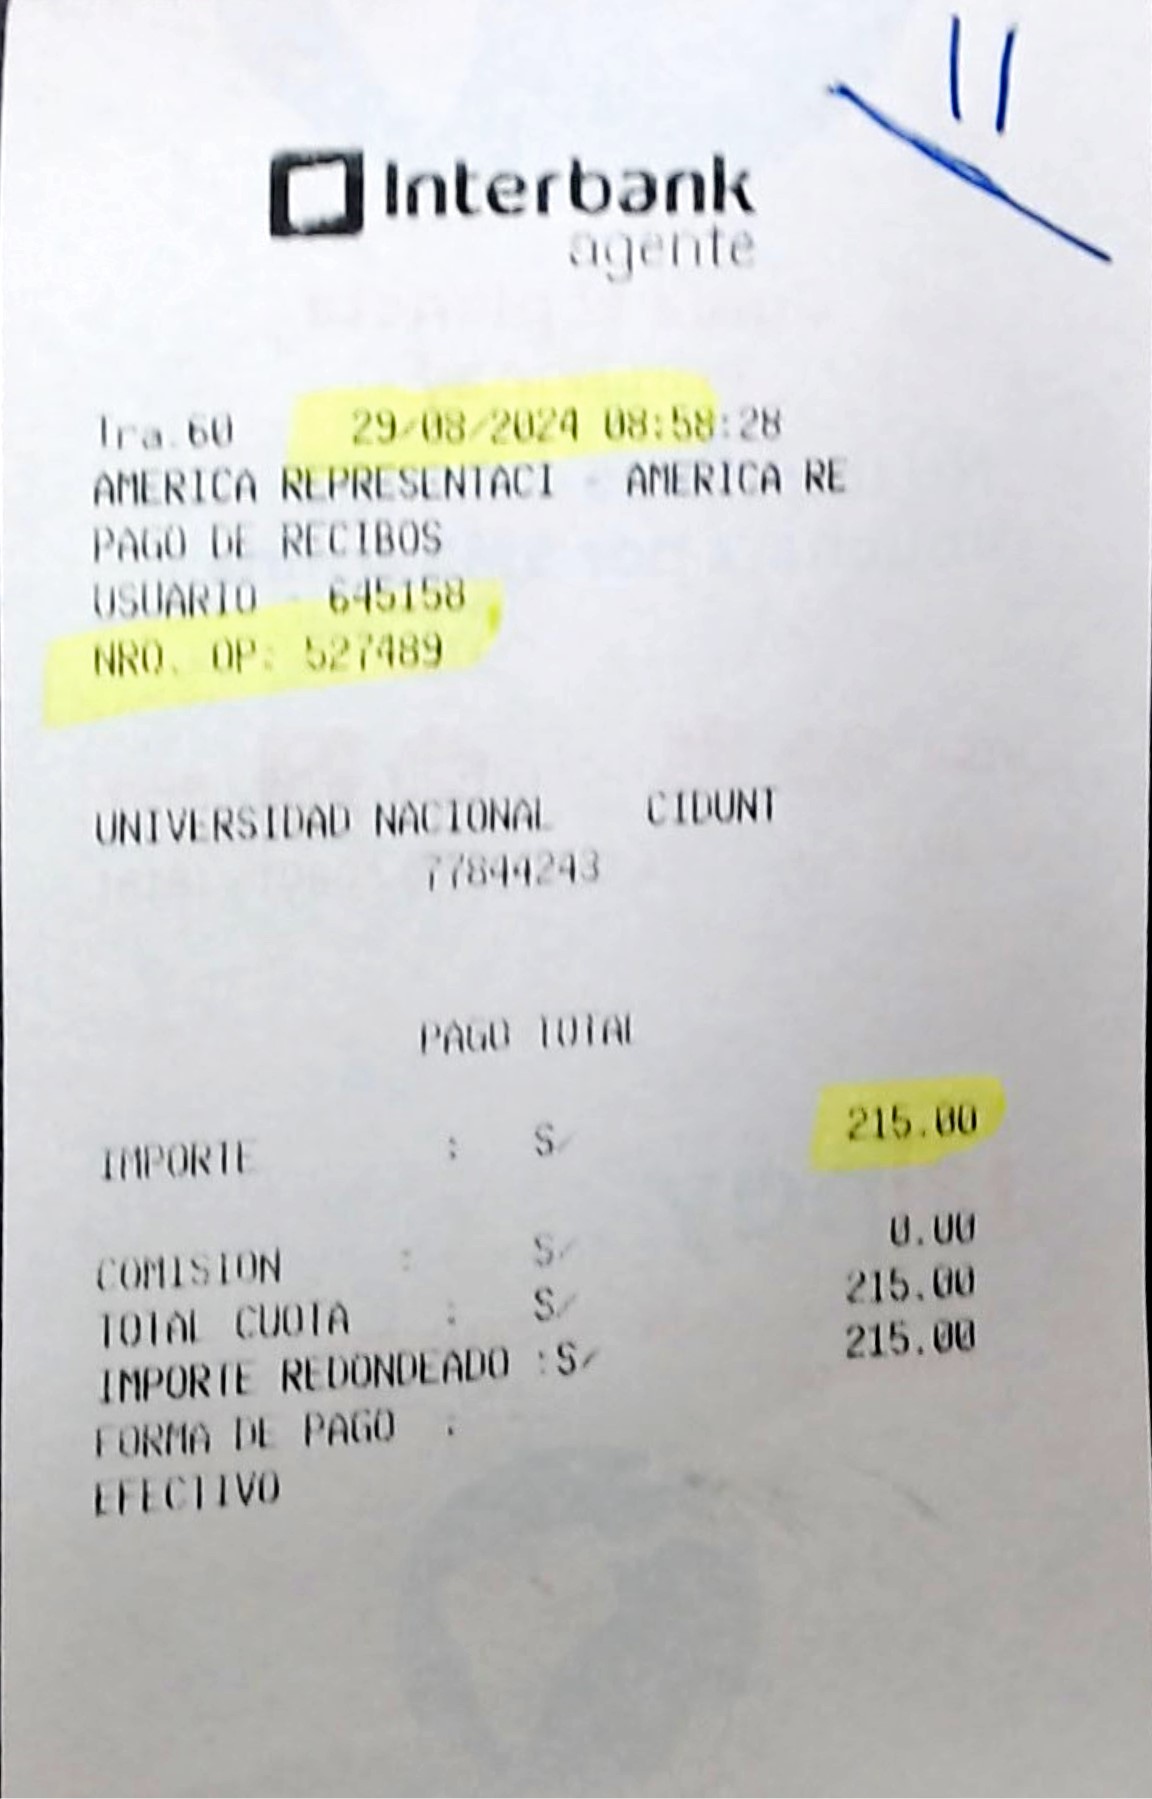 11
Interbank
agente
Tra.60 29/08/2024 08:58:28
AMERICA REPRESENTACI - AMERICA RE
PAGO DE RECIBOS
USUARIO - 645158
NRO. OP: 527489
UNIVERSIDAD NACIONAL CIDUNT
77844243
PAGO TOTAL
IMPORTE : S/ 215.00
COMISION : S/ 0.00
TOTAL CUOTA : S/ 215.00
IMPORTE REDONDEADO :S/ 215.00
FORMA DE PAGO :
EFECTIVO